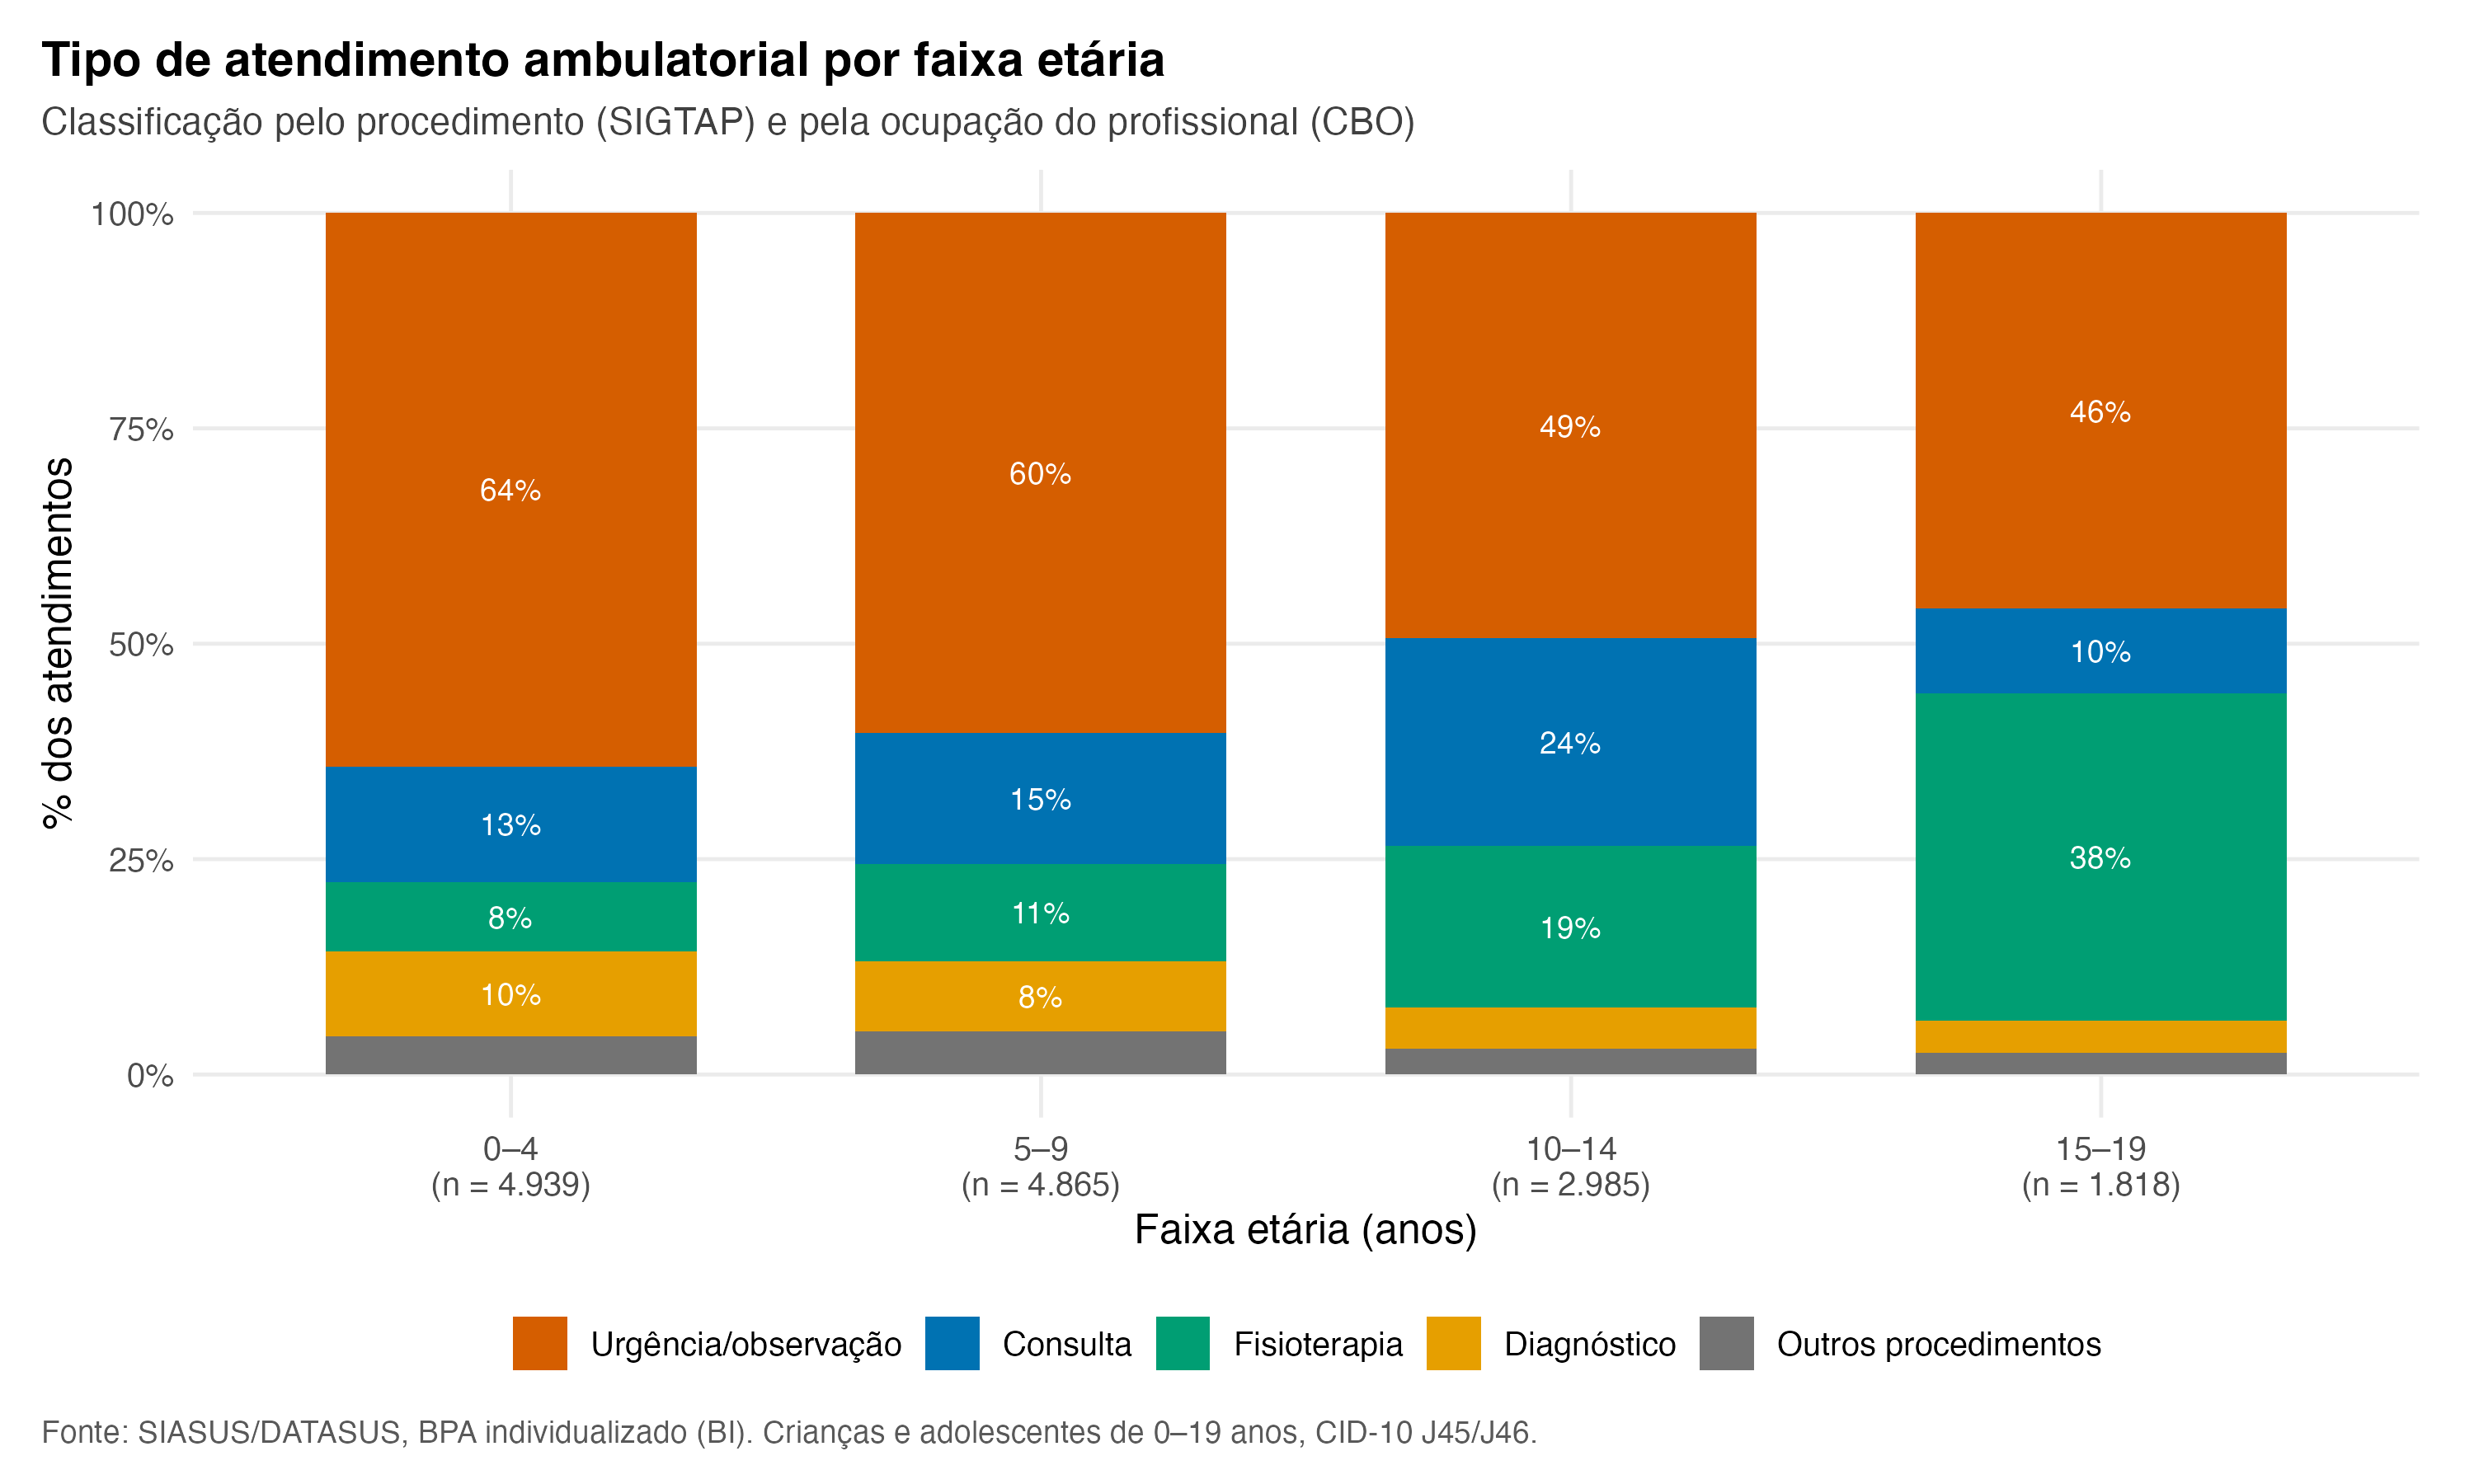 Tipo de atendimento ambulatorial por faixa etária
Classificação pelo procedimento (SIGTAP) e pela ocupação do profissional (CBO)
% dos atendimentos
100%
75%
50%
25%
0%
64%
13%
8%
10%
60%
15%
11%
8%
49%
24%
19%
46%
10%
38%
0–4
(n = 4.939)
5–9
(n = 4.865)
10–14
(n = 2.985)
15–19
(n = 1.818)
Faixa etária (anos)
Urgência/observação
Consulta
Fisioterapia
Diagnóstico
Outros procedimentos
Fonte: SIASUS/DATASUS, BPA individualizado (BI). Crianças e adolescentes de 0–19 anos, CID-10 J45/J46.